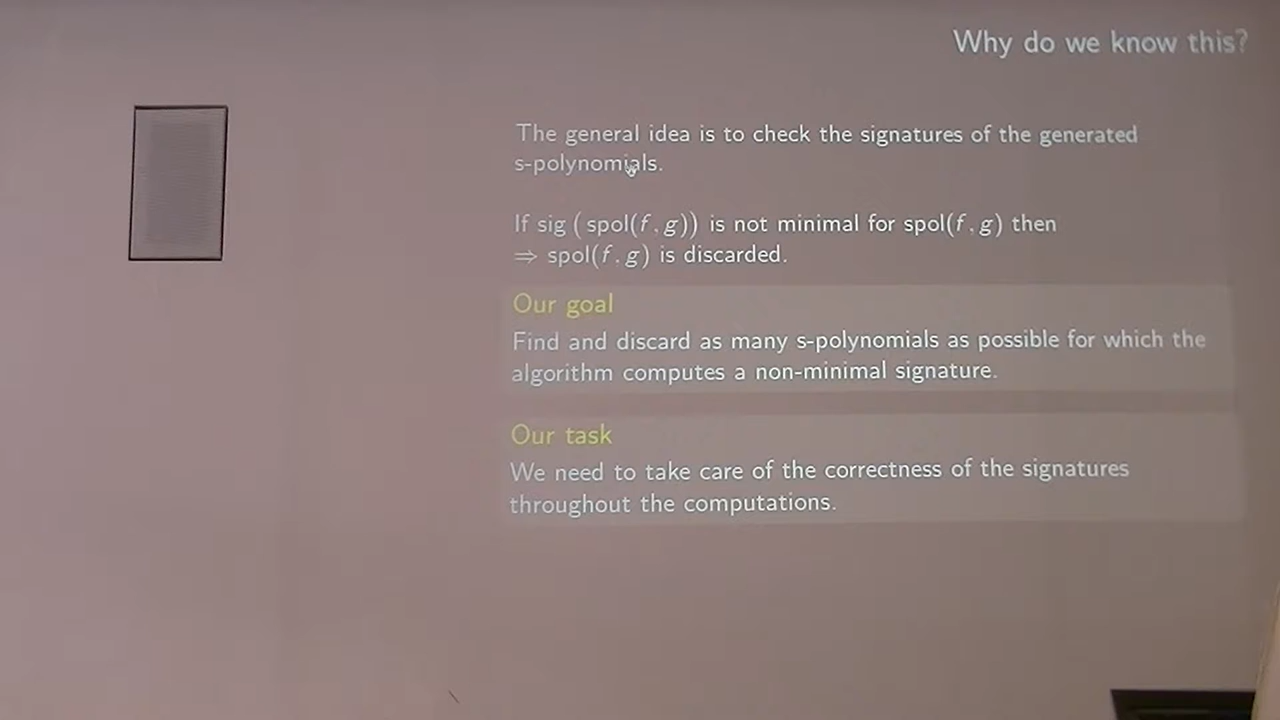 Why do we know this?
The general idea is to check the signatures of the generated
s-polynomials.
If sig (spol(f, g)) is not minimal for spol(f, g) then
⇒ spol(f, g) is discarded.
Our goal
Find and discard as many s-polynomials as possible for which the
algorithm computes a non-minimal signature.
Our task
We need to take care of the correctness of the signatures
throughout the computations.